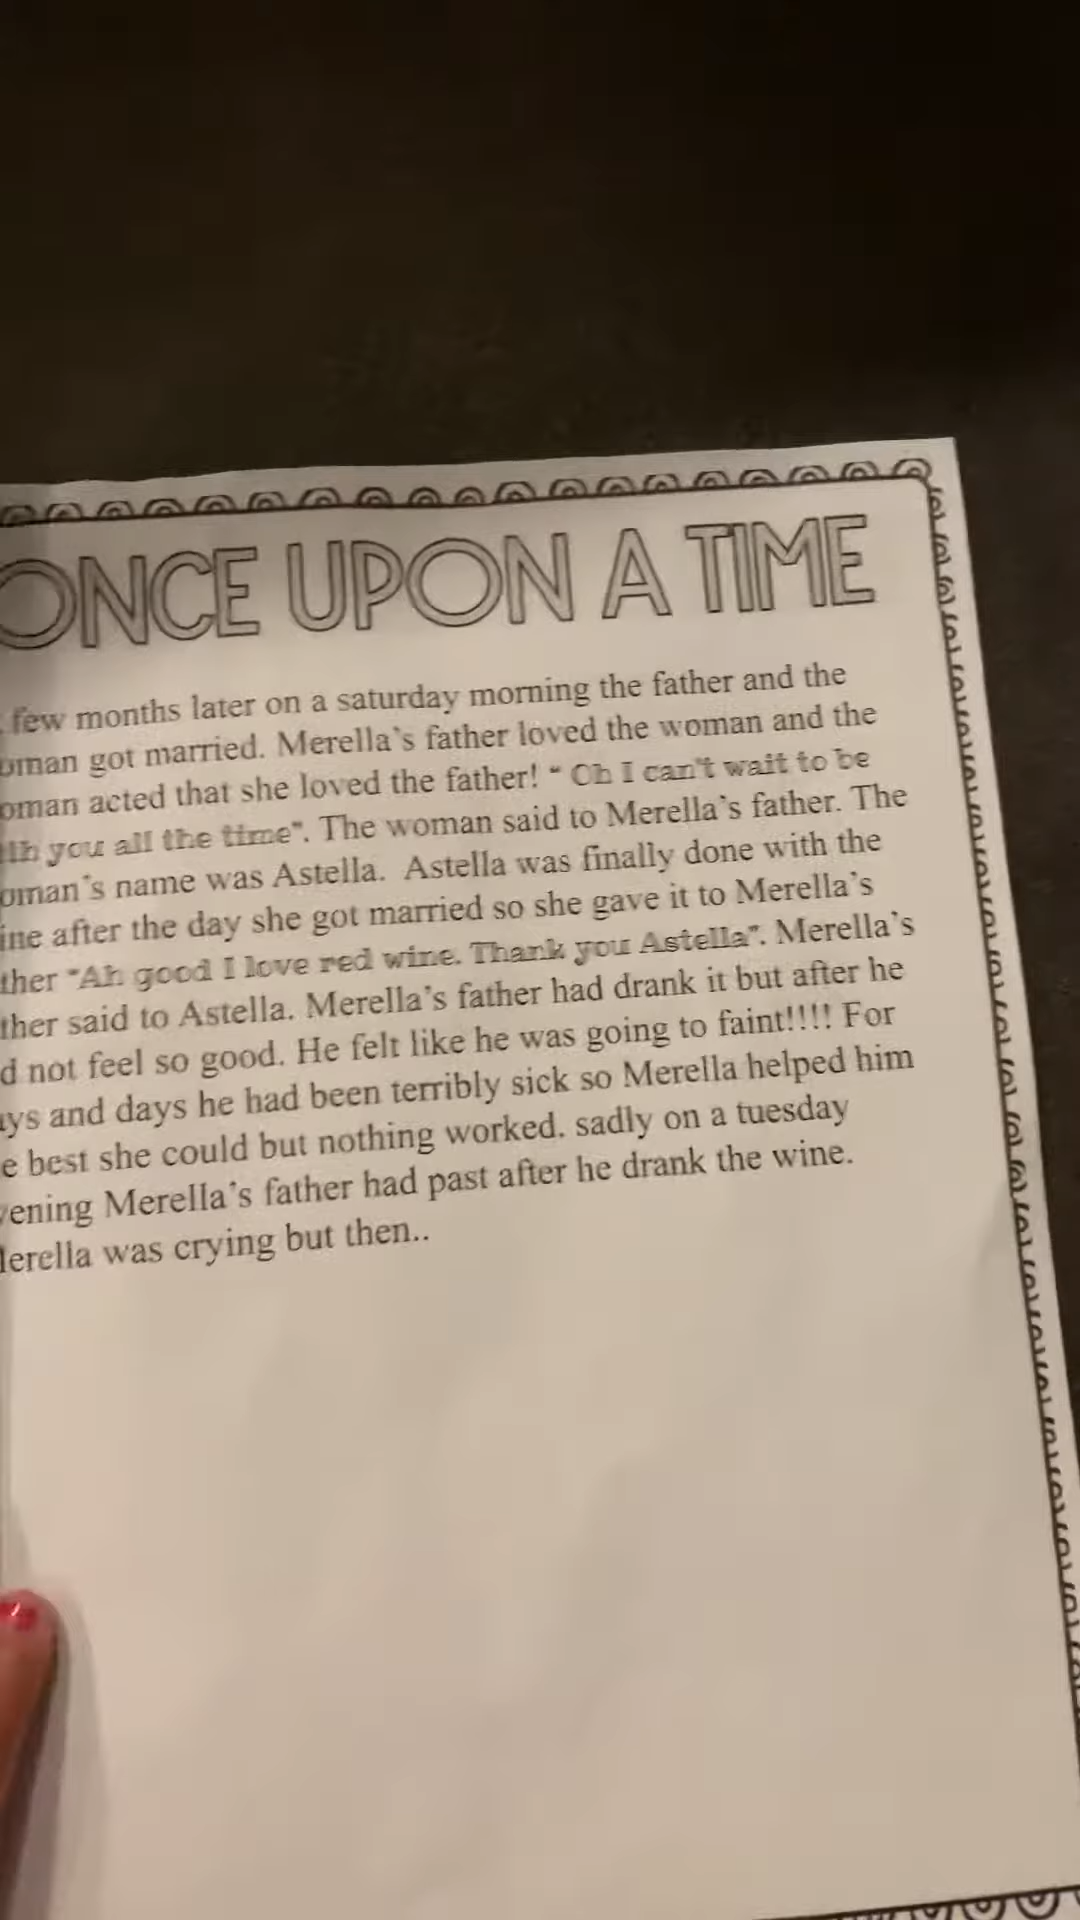 ONCE UPON A TIME
few months later on a saturday morning the father and the
oman got married. Merella's father loved the woman and the
oman acted that she loved the father! “ Oh I can't wait to be
ith you all the time". The woman said to Merella's father. The
oman's name was Astella. Astella was finally done with the
ine after the day she got married so she gave it to Merella's
ther "Ah good I love red wine. Thank you Astella". Merella's
ther said to Astella. Merella's father had drank it but after he
d not feel so good. He felt like he was going to faint!!!! For
ys and days he had been terribly sick so Merella helped him
e best she could but nothing worked. sadly on a tuesday
vening Merella's father had past after he drank the wine.
lerella was crying but then..